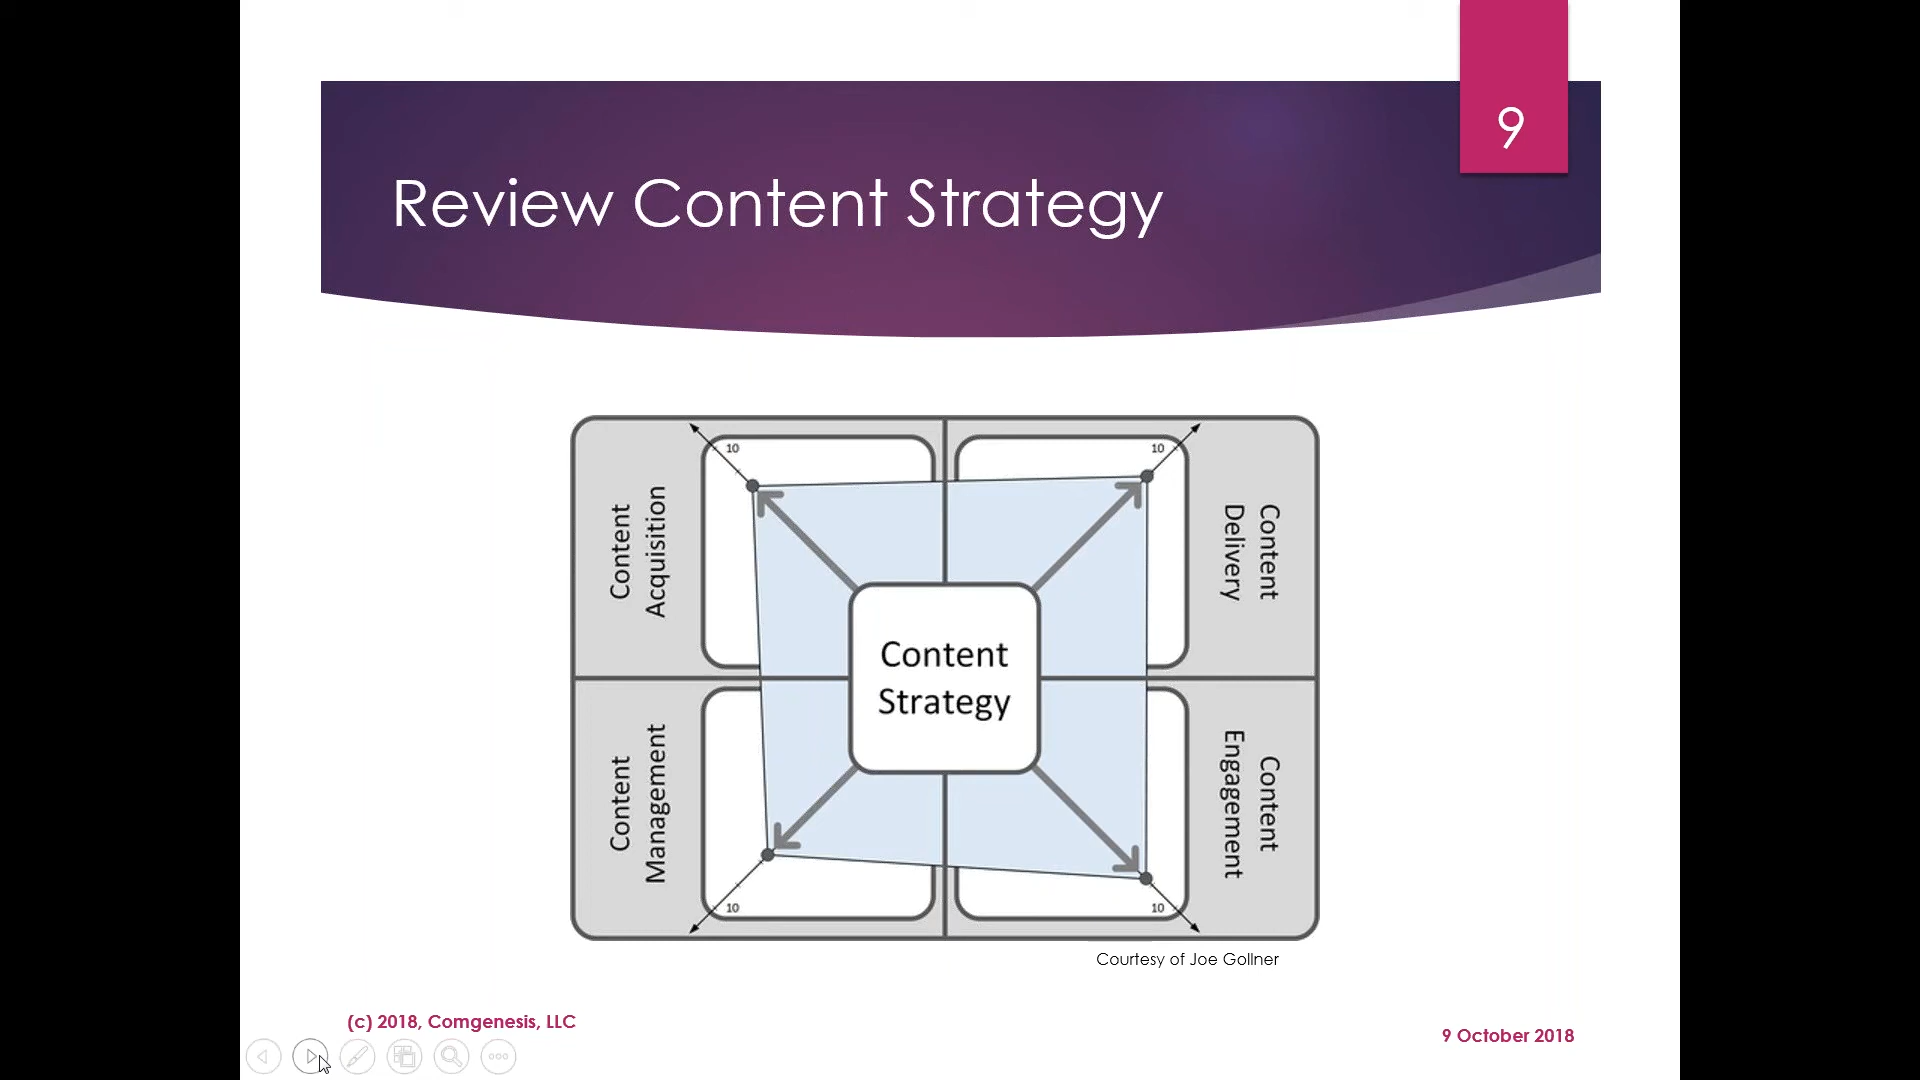 9
Review Content Strategy
10
10
Content
Acquisition
Content
Delivery
Content
Strategy
Content
Management
Content
Engagement
10
10
Courtesy of Joe Gollner
(c) 2018, Comgenesis, LLC
9 October 2018